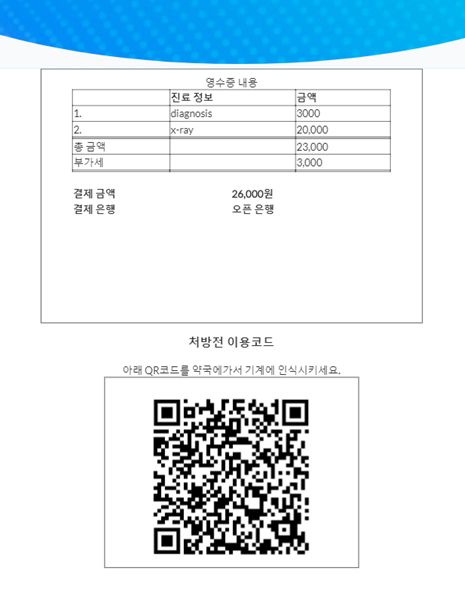 영수증 내용
진료 정보 금액
1. diagnosis 3000
2. x-ray 20,000
총 금액 23,000
부가세 3,000
결제 금액 26,000원
결제 은행 오픈 은행
처방전 이용코드
아래 QR코드를 약국에가서 기계에 인식시키세요.